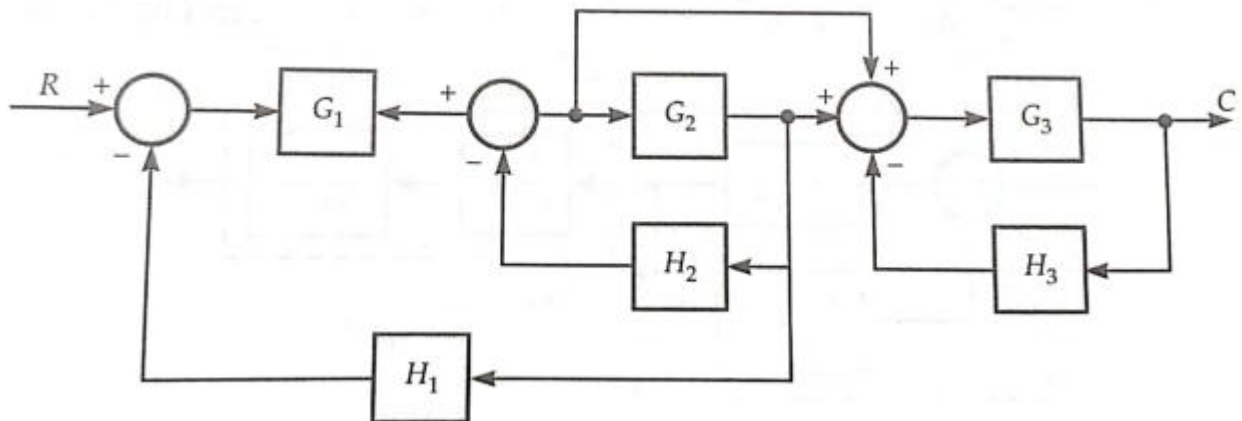 R + G₁ + G₂ + + G₃ C
− − −
H₂ H₃
H₁